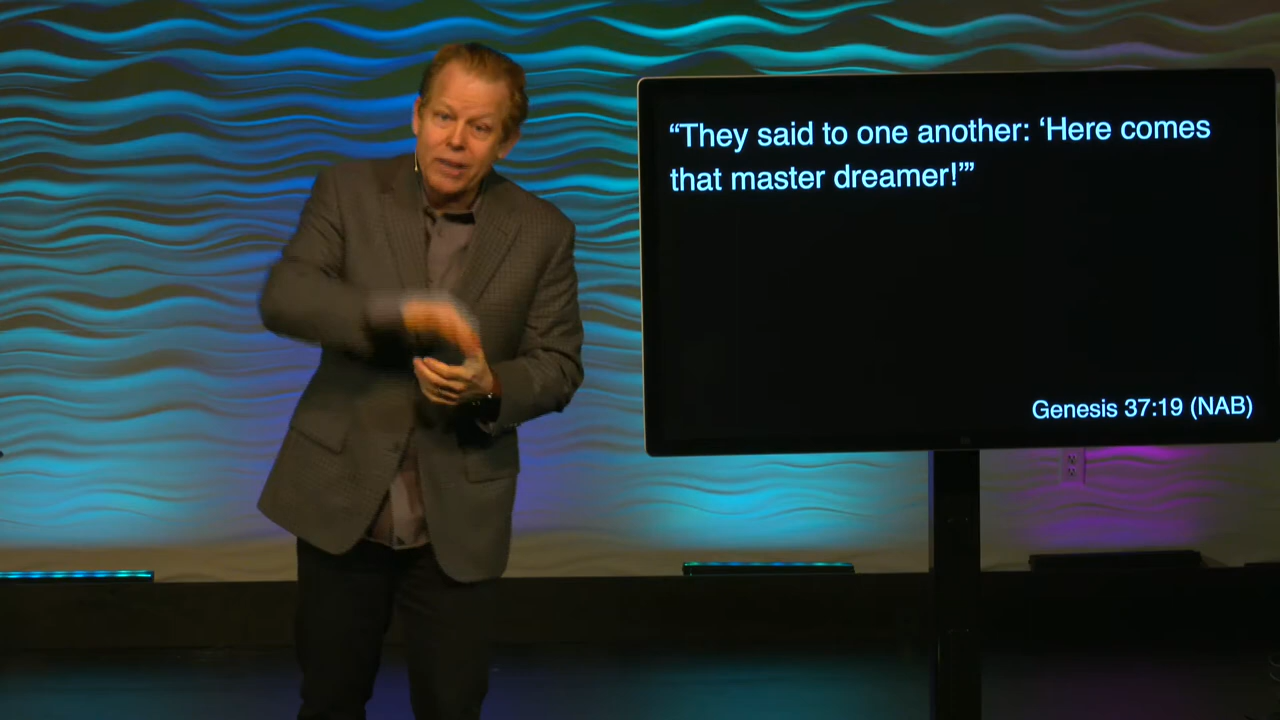 “They said to one another: ‘Here comes
that master dreamer!’”
Genesis 37:19 (NAB)